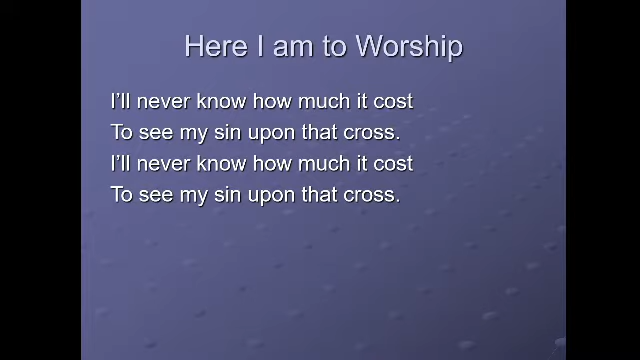 Here I am to Worship
I'll never know how much it cost
To see my sin upon that cross.
I'll never know how much it cost
To see my sin upon that cross.